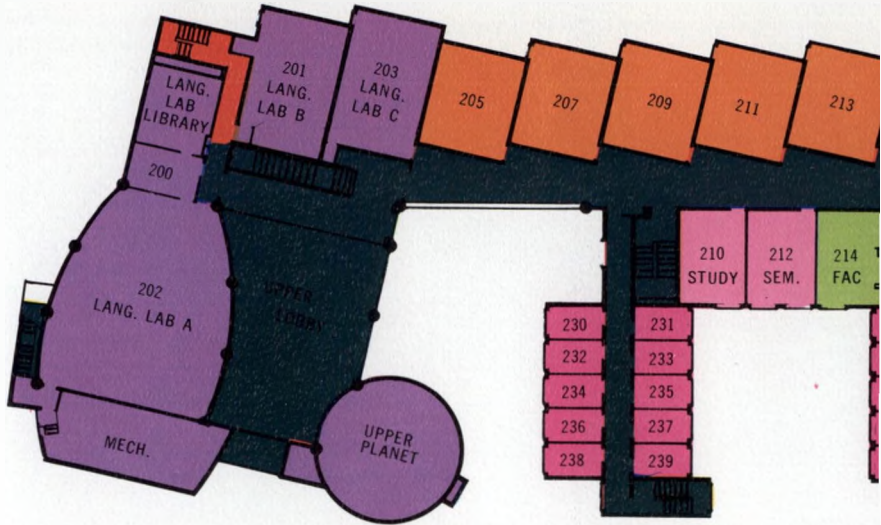 201
LANG.
LAB B
203
LANG.
LAB C
205
207
209
211
213
LANG.
LAB
LIBRARY
200
202
LANG. LAB A
UPPER
LOBBY
210
STUDY
212
SEM.
214
FAC
230
231
232
233
234
235
236
237
238
239
MECH.
UPPER
PLANET